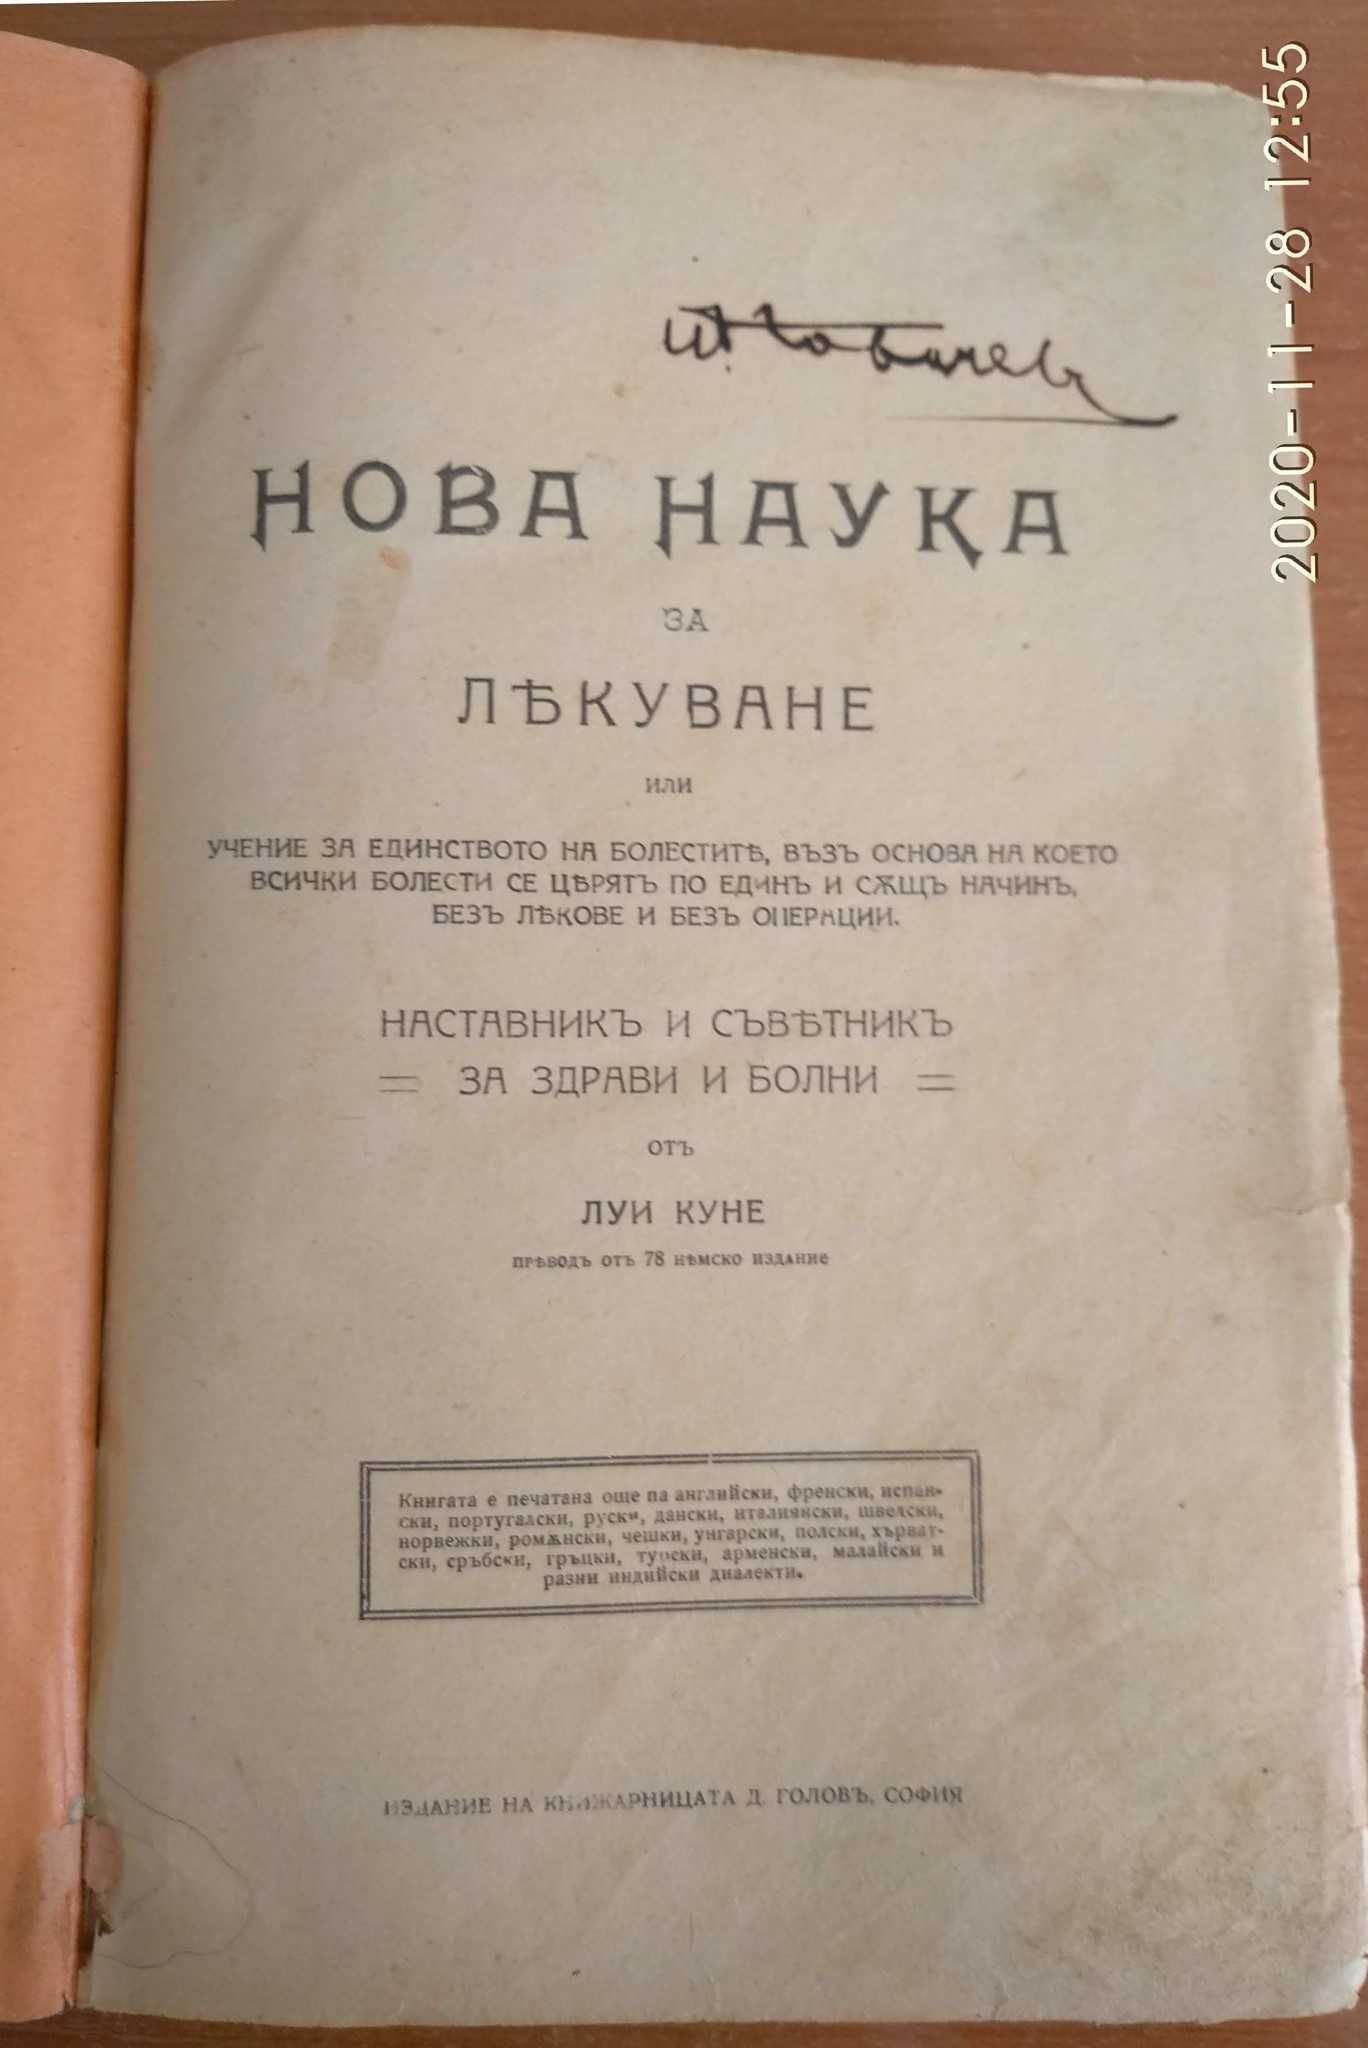 НОВА НАУКА
ЗА
ЛѢКУВАНЕ
ИЛИ
УЧЕНИЕ ЗА ЕДИНСТВОТО НА БОЛЕСТИТѢ, ВЪЗЪ ОСНОВА НА КОЕТО
ВСИЧКИ БОЛЕСТИ СЕ ЦѢРЯТЪ ПО ЕДИНЪ И СѪЩЪ НАЧИНЪ,
БЕЗЪ ЛѢКОВЕ И БЕЗЪ ОПЕРАЦИИ.
НАСТАВНИКЪ И СЪВѢТНИКЪ
= ЗА ЗДРАВИ И БОЛНИ =
ОТЪ
ЛУИ КУНЕ
ПРѢВОДЪ ОТЪ 78 НѢМСКО ИЗДАНИЕ
Книгата е печатана още на английски, френски, испан-
ски, португалски, руски, дански, италиянски, шведски,
норвежки, ромѫнски, чешки, унгарски, полски, хърват-
ски, сръбски, гръцки, турски, арменски, малайски и
разни индийски диалекти.
ИЗДАНИЕ НА КНИЖАРНИЦАТА Д. ГОЛОВЪ, СОФИЯ
2020-11-28 12:55